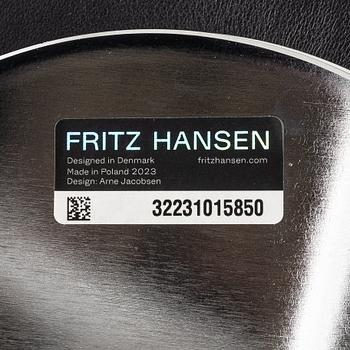 FRITZ HANSEN
Designed in Denmark fritzhansen.com
Made in Poland 2023
Design: Arne Jacobsen
32231015850